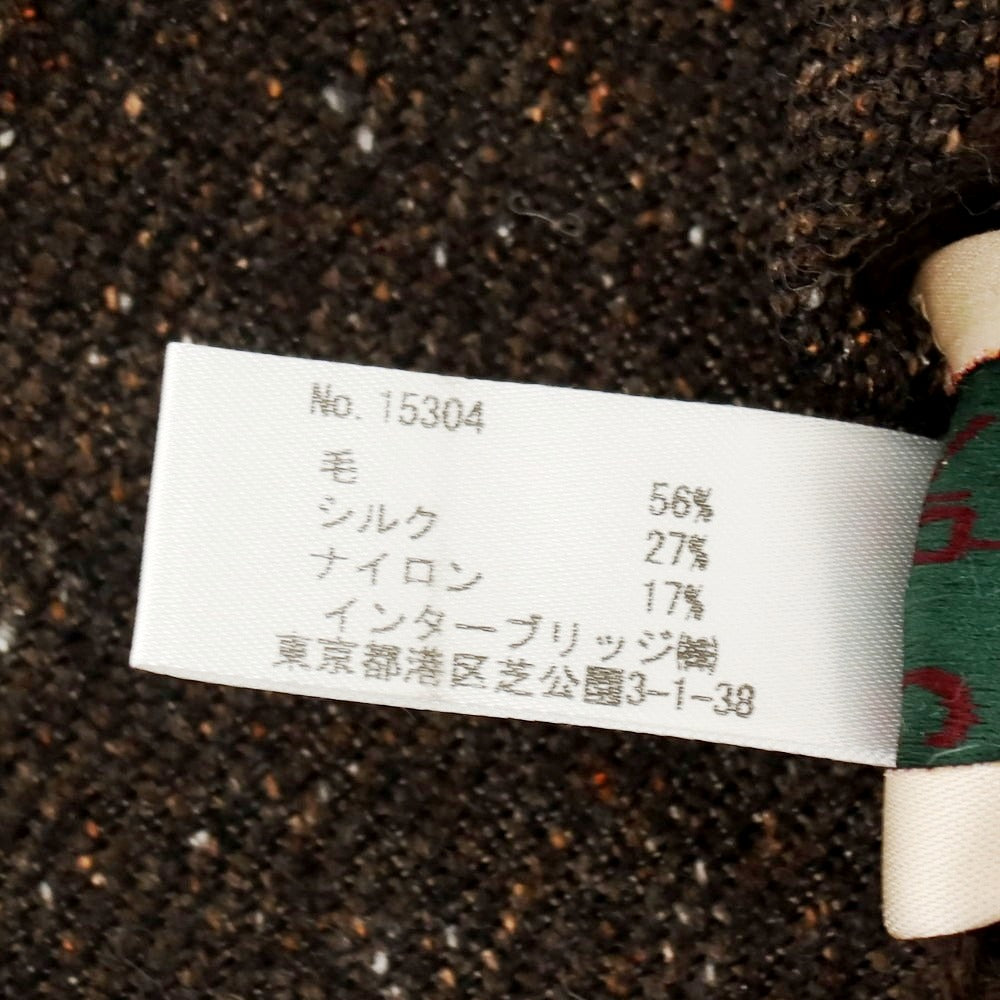 No. 15304
毛 56%
シルク 27%
ナイロン 17%
インターブリッジ㈱
東京都港区芝公園3-1-38